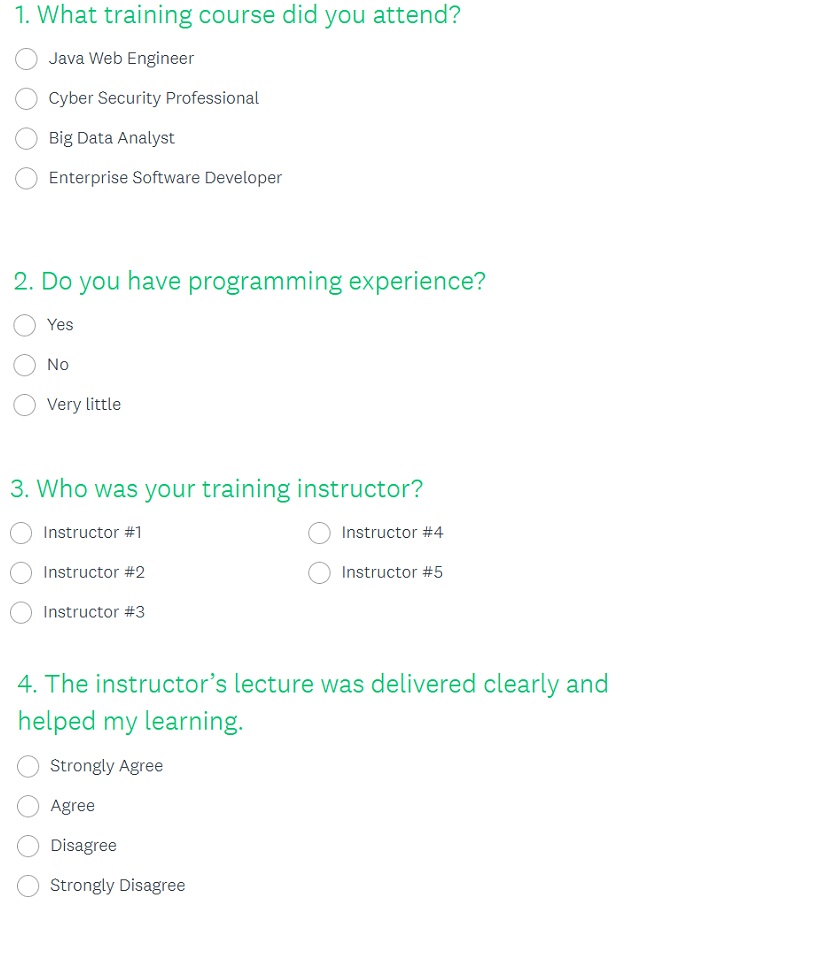 1. What training course did you attend?
Java Web Engineer
Cyber Security Professional
Big Data Analyst
Enterprise Software Developer
2. Do you have programming experience?
Yes
No
Very little
3. Who was your training instructor?
Instructor #1
Instructor #2
Instructor #3
Instructor #4
Instructor #5
4. The instructor’s lecture was delivered clearly and
helped my learning.
Strongly Agree
Agree
Disagree
Strongly Disagree